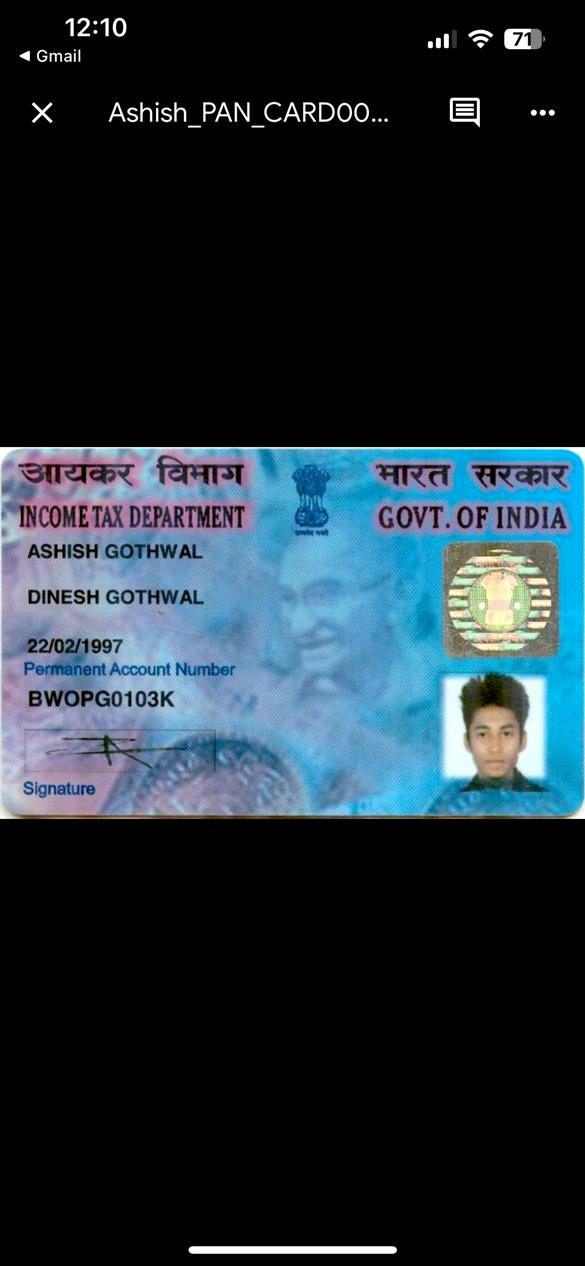 12:10
71
◀ Gmail
Ashish_PAN_CARD00...
आयकर विभाग
INCOME TAX DEPARTMENT
भारत सरकार
GOVT. OF INDIA
ASHISH GOTHWAL
DINESH GOTHWAL
22/02/1997
Permanent Account Number
BWOPG0103K
Signature